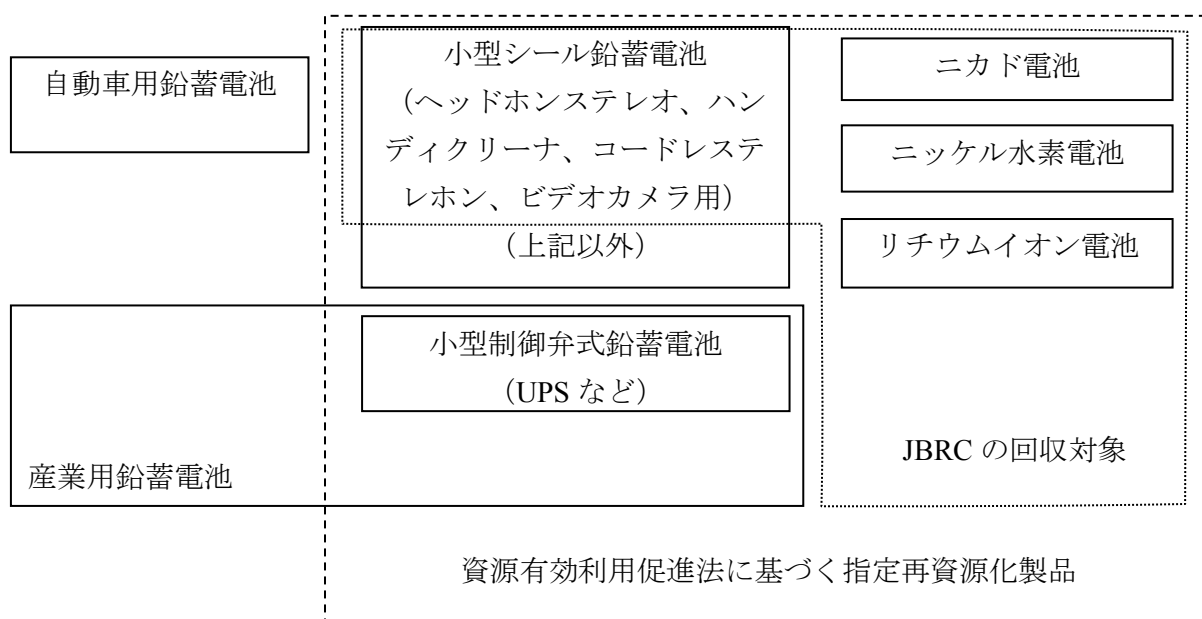 自動車用鉛蓄電池
小型シール鉛蓄電池
（ヘッドホンステレオ、ハン
ディクリーナ、コードレステ
レホン、ビデオカメラ用）
（上記以外）
ニカド電池
ニッケル水素電池
リチウムイオン電池
小型制御弁式鉛蓄電池
（UPS など）
産業用鉛蓄電池
JBRC の回収対象
資源有効利用促進法に基づく指定再資源化製品